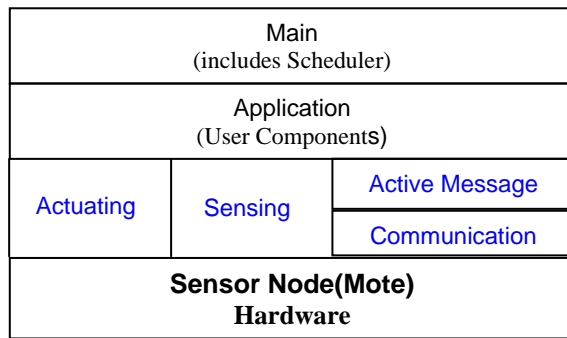 Main
(includes Scheduler)
Application
(User Components)
Actuating
Sensing
Active Message
Communication
Sensor Node(Mote)
Hardware